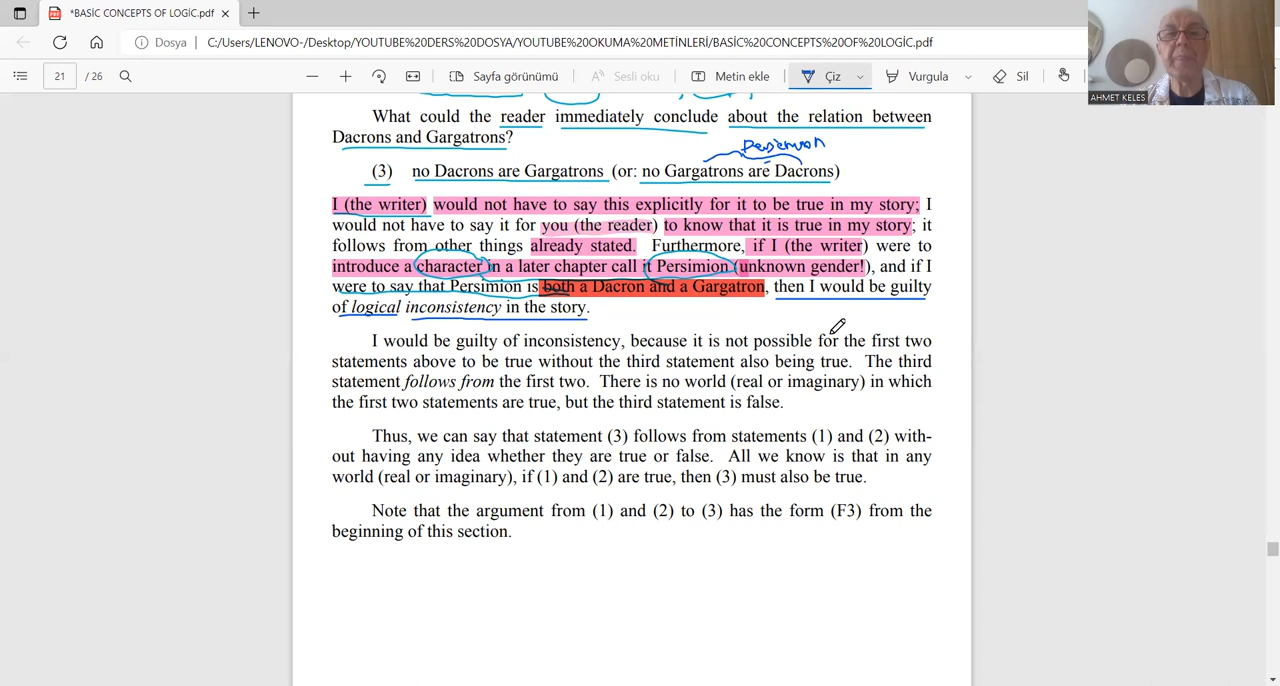 *BASİC CONCEPTS OF LOGİC.pdf
Dosya C:/Users/LENOVO-/Desktop/YOUTUBE%20DERS%20DOSYA/YOUTUBE%20OKUMA%20METİNLERİ/BASİC%20CONCEPTS%20OF%20LOGİC.pdf
21 / 26 Sayfa görünümü Sesli oku Metin ekle Çiz Vurgula Sil
AHMET KELES
What could the reader immediately conclude about the relation between
Dacrons and Gargatrons?
Persimion
(3) no Dacrons are Gargatrons (or: no Gargatrons are Dacrons)
I (the writer) would not have to say this explicitly for it to be true in my story; I
would not have to say it for you (the reader) to know that it is true in my story; it
follows from other things already stated. Furthermore, if I (the writer) were to
introduce a character in a later chapter call it Persimion (unknown gender!), and if I
were to say that Persimion is both a Dacron and a Gargatron, then I would be guilty
of logical inconsistency in the story.
I would be guilty of inconsistency, because it is not possible for the first two
statements above to be true without the third statement also being true. The third
statement follows from the first two. There is no world (real or imaginary) in which
the first two statements are true, but the third statement is false.
Thus, we can say that statement (3) follows from statements (1) and (2) with-
out having any idea whether they are true or false. All we know is that in any
world (real or imaginary), if (1) and (2) are true, then (3) must also be true.
Note that the argument from (1) and (2) to (3) has the form (F3) from the
beginning of this section.